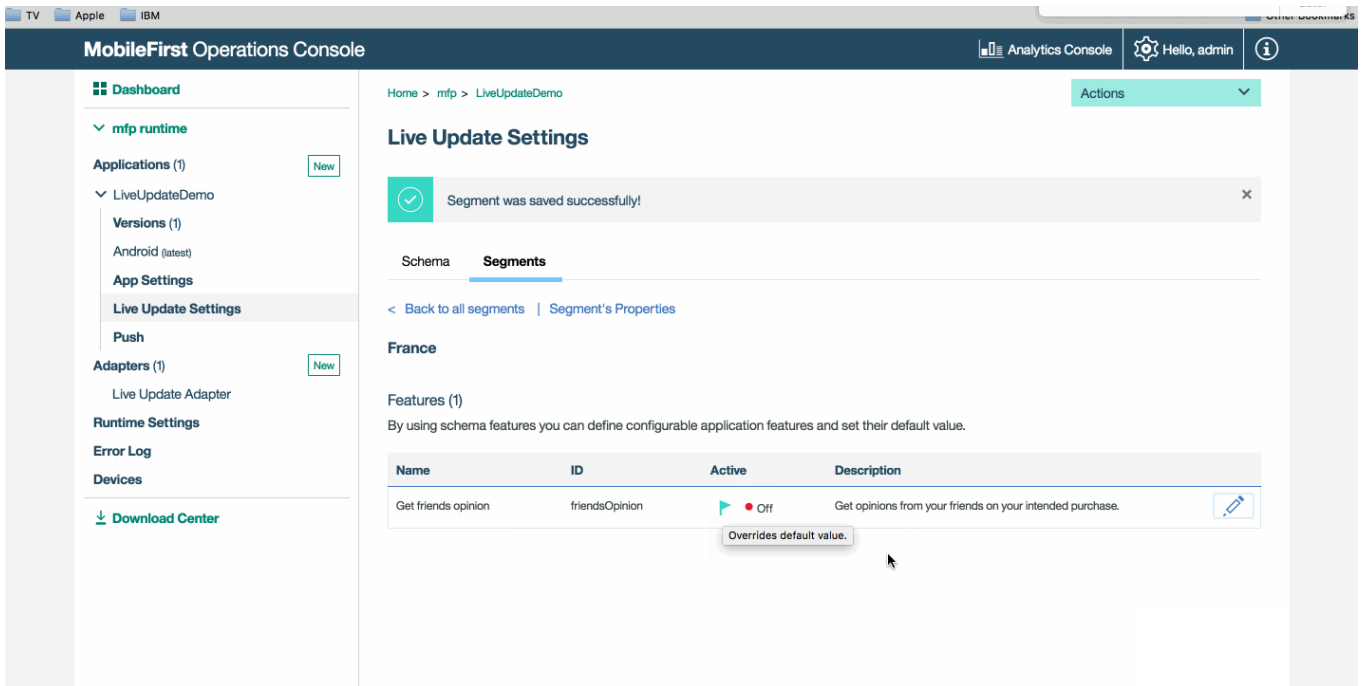 TV Apple IBM Other Bookmarks
MobileFirst Operations Console Analytics Console Hello, admin
Dashboard
mfp runtime
Applications (1) New
LiveUpdateDemo
Versions (1)
Android (latest)
App Settings
Live Update Settings
Push
Adapters (1) New
Live Update Adapter
Runtime Settings
Error Log
Devices
Download Center
Home > mfp > LiveUpdateDemo Actions
Live Update Settings
Segment was saved successfully! ×
Schema Segments
< Back to all segments | Segment's Properties
France
Features (1)
By using schema features you can define configurable application features and set their default value.
Name ID Active Description
Get friends opinion friendsOpinion Off Get opinions from your friends on your intended purchase.
Overrides default value.